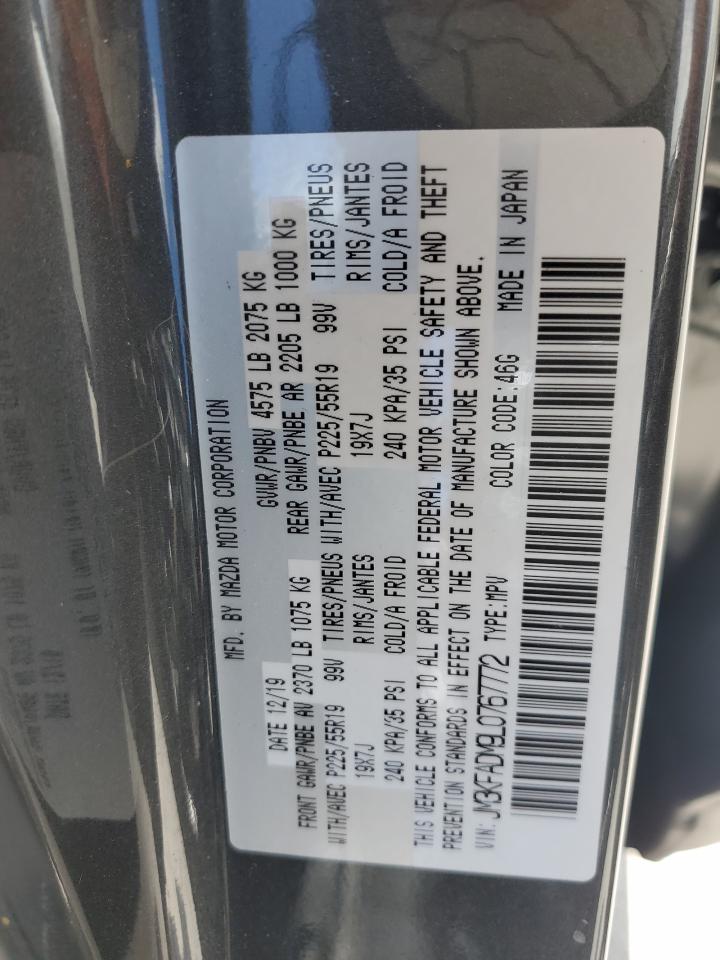 MFD. BY MAZDA MOTOR CORPORATION
DATE 12/19 GVWR/PNBV 4575 LB 2075 KG
FRONT GAWR/PNBE AV 2370 LB 1075 KG REAR GAWR/PNBE AR 2205 LB 1000 KG
WITH/AVEC P225/55R19 99V TIRES/PNEUS WITH/AVEC P225/55R19 99V TIRES/PNEUS
19X7J RIMS/JANTES 19X7J RIMS/JANTES
240 KPA/35 PSI COLD/A FROID 240 KPA/35 PSI COLD/A FROID
THIS VEHICLE CONFORMS TO ALL APPLICABLE FEDERAL MOTOR VEHICLE SAFETY AND THEFT
PREVENTION STANDARDS IN EFFECT ON THE DATE OF MANUFACTURE SHOWN ABOVE.
VIN: JM3KFADM9L0767772 TYPE:MPV COLOR CODE:46G MADE IN JAPAN